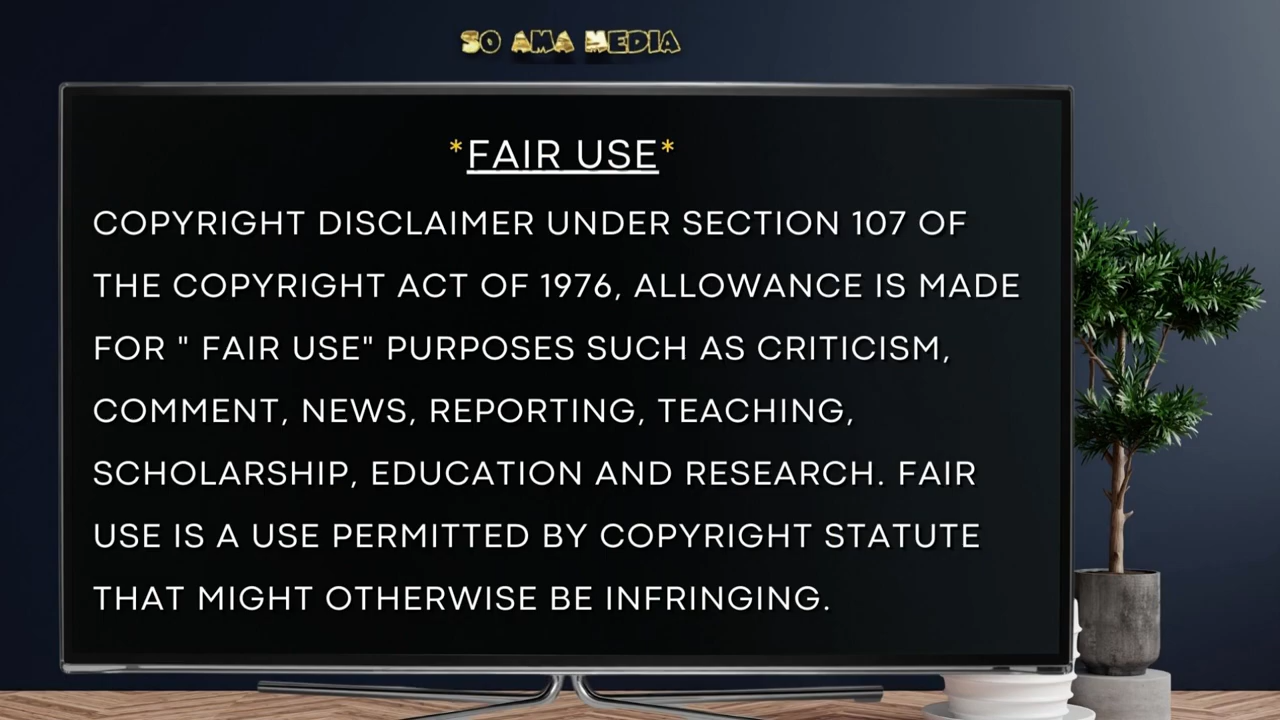 SO AMA MEDIA
*FAIR USE*
COPYRIGHT DISCLAIMER UNDER SECTION 107 OF
THE COPYRIGHT ACT OF 1976, ALLOWANCE IS MADE
FOR " FAIR USE" PURPOSES SUCH AS CRITICISM,
COMMENT, NEWS, REPORTING, TEACHING,
SCHOLARSHIP, EDUCATION AND RESEARCH. FAIR
USE IS A USE PERMITTED BY COPYRIGHT STATUTE
THAT MIGHT OTHERWISE BE INFRINGING.